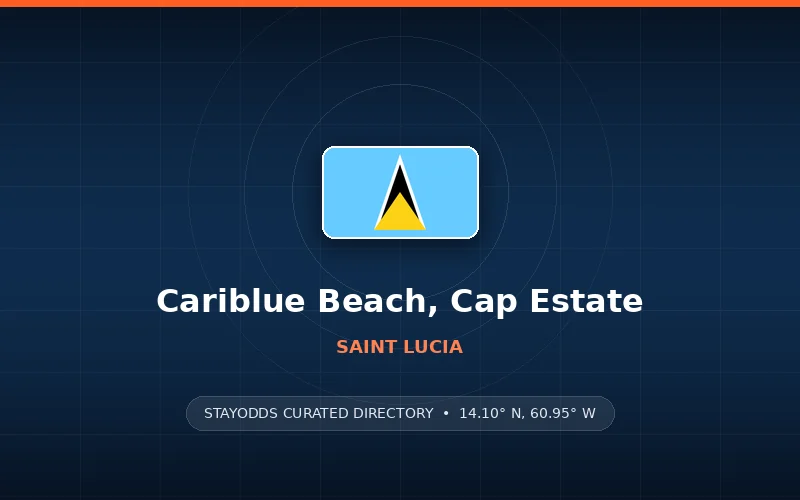 Cariblue Beach, Cap Estate
SAINT LUCIA
STAYODDS CURATED DIRECTORY • 14.10° N, 60.95° W